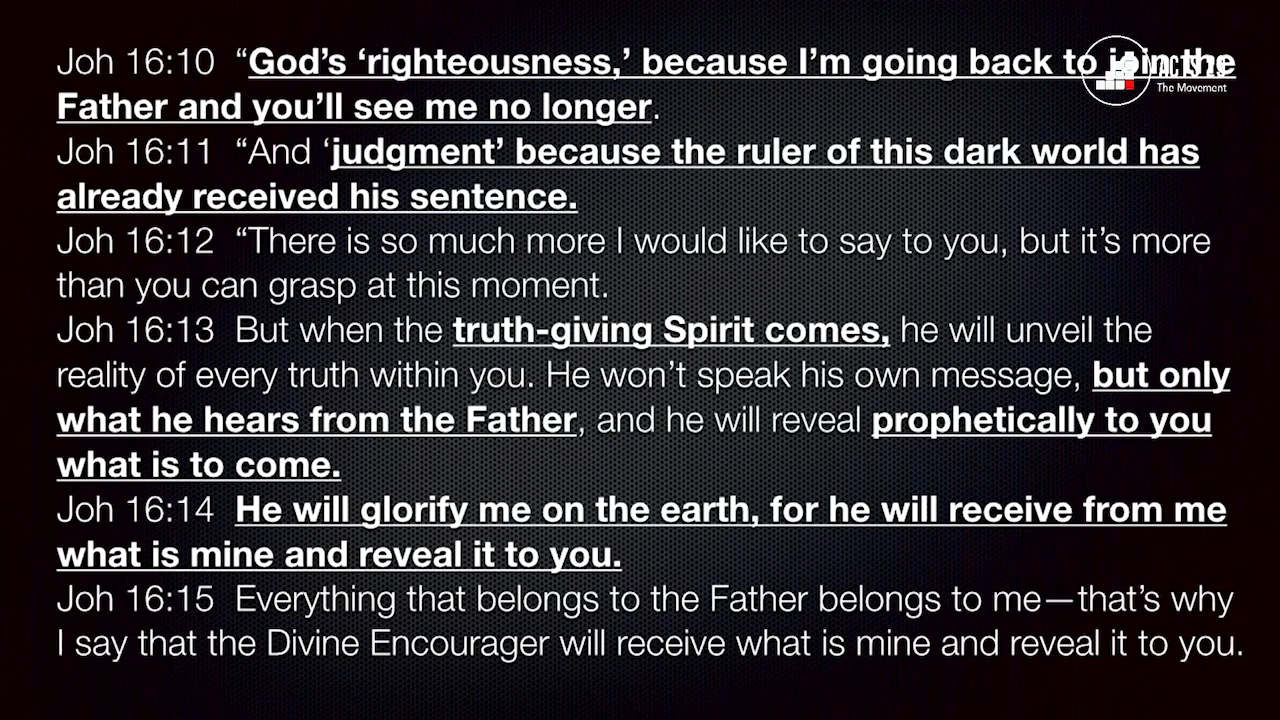 Joh 16:10 “God’s ‘righteousness,’ because I’m going back to join the
Father and you’ll see me no longer.
Joh 16:11 “And ‘judgment’ because the ruler of this dark world has
already received his sentence.
Joh 16:12 “There is so much more I would like to say to you, but it’s more
than you can grasp at this moment.
Joh 16:13 But when the truth-giving Spirit comes, he will unveil the
reality of every truth within you. He won’t speak his own message, but only
what he hears from the Father, and he will reveal prophetically to you
what is to come.
Joh 16:14 He will glorify me on the earth, for he will receive from me
what is mine and reveal it to you.
Joh 16:15 Everything that belongs to the Father belongs to me—that’s why
I say that the Divine Encourager will receive what is mine and reveal it to you.
The Movement